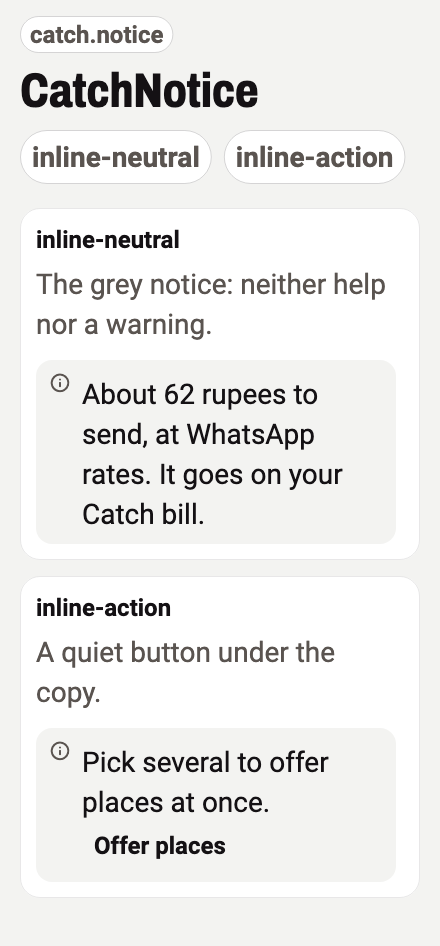 catch.notice
CatchNotice
inline-neutral inline-action
inline-neutral
The grey notice: neither help
nor a warning.
About 62 rupees to
send, at WhatsApp
rates. It goes on your
Catch bill.
inline-action
A quiet button under the
copy.
Pick several to offer
places at once.
Offer places